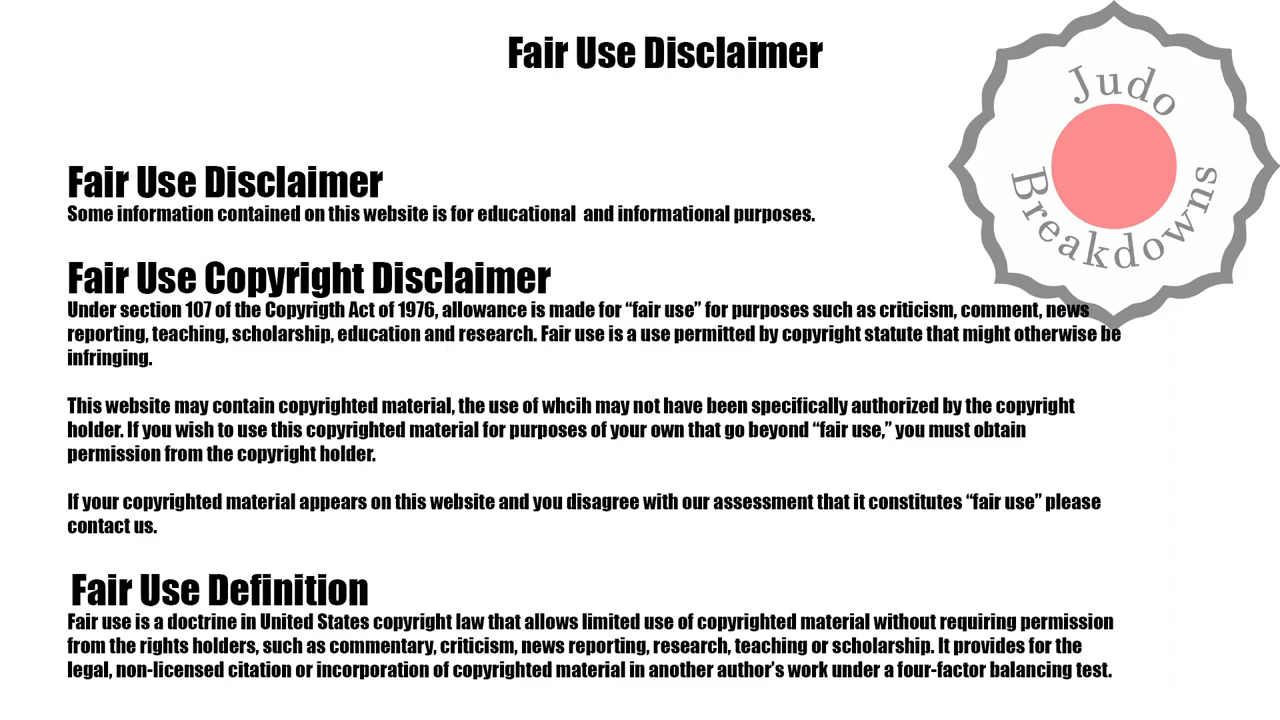 Fair Use Disclaimer
Judo
Breakdowns
Fair Use Disclaimer
Some information contained on this website is for educational  and informational purposes.
Fair Use Copyright Disclaimer
Under section 107 of the Copyrigth Act of 1976, allowance is made for “fair use” for purposes such as criticism, comment, news
reporting, teaching, scholarship, education and research. Fair use is a use permitted by copyright statute that might otherwise be
infringing.
This website may contain copyrighted material, the use of whcih may not have been specifically authorized by the copyright
holder. If you wish to use this copyrighted material for purposes of your own that go beyond “fair use,” you must obtain
permission from the copyright holder.
If your copyrighted material appears on this website and you disagree with our assessment that it constitutes “fair use” please
contact us.
Fair Use Definition
Fair use is a doctrine in United States copyright law that allows limited use of copyrighted material without requiring permission
from the rights holders, such as commentary, criticism, news reporting, research, teaching or scholarship. It provides for the
legal, non-licensed citation or incorporation of copyrighted material in another author’s work under a four-factor balancing test.